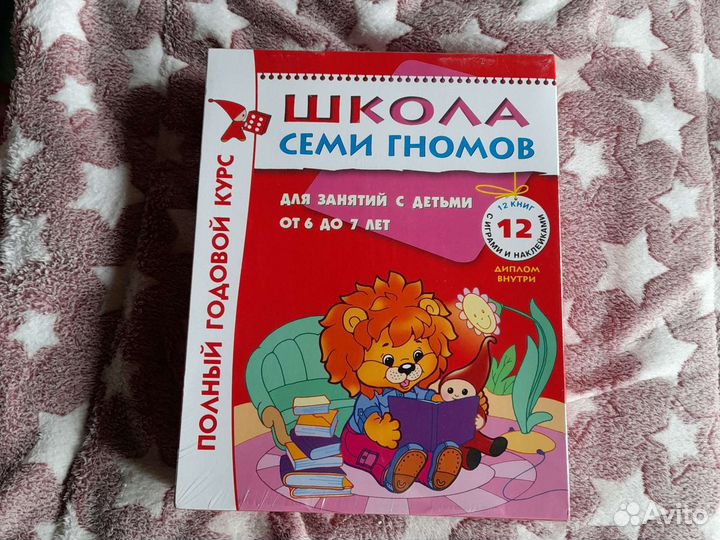 ШКОЛА
СЕМИ ГНОМОВ
ПОЛНЫЙ ГОДОВОЙ КУРС
ДЛЯ ЗАНЯТИЙ С ДЕТЬМИ
ОТ 6 ДО 7 ЛЕТ
12 КНИГ
12
С ИГРАМИ И НАКЛЕЙКАМИ
ДИПЛОМ
ВНУТРИ
Avito